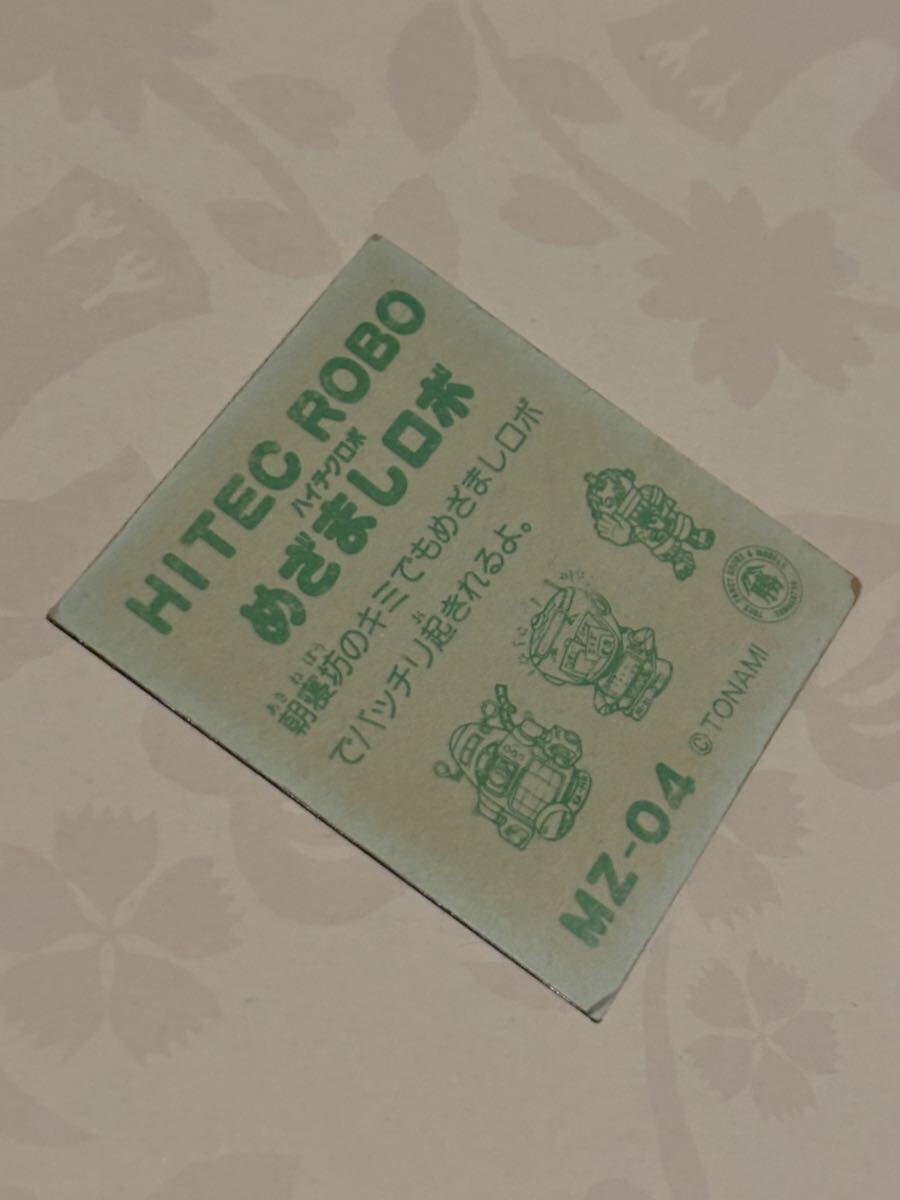 HITEC ROBO
ハイテクロボ
めざましロボ
あさ ね ぼう
朝寝坊のキミでもめざましロボ
お
でバッチリ起きれるよ。
MZ-04
©TONAMI